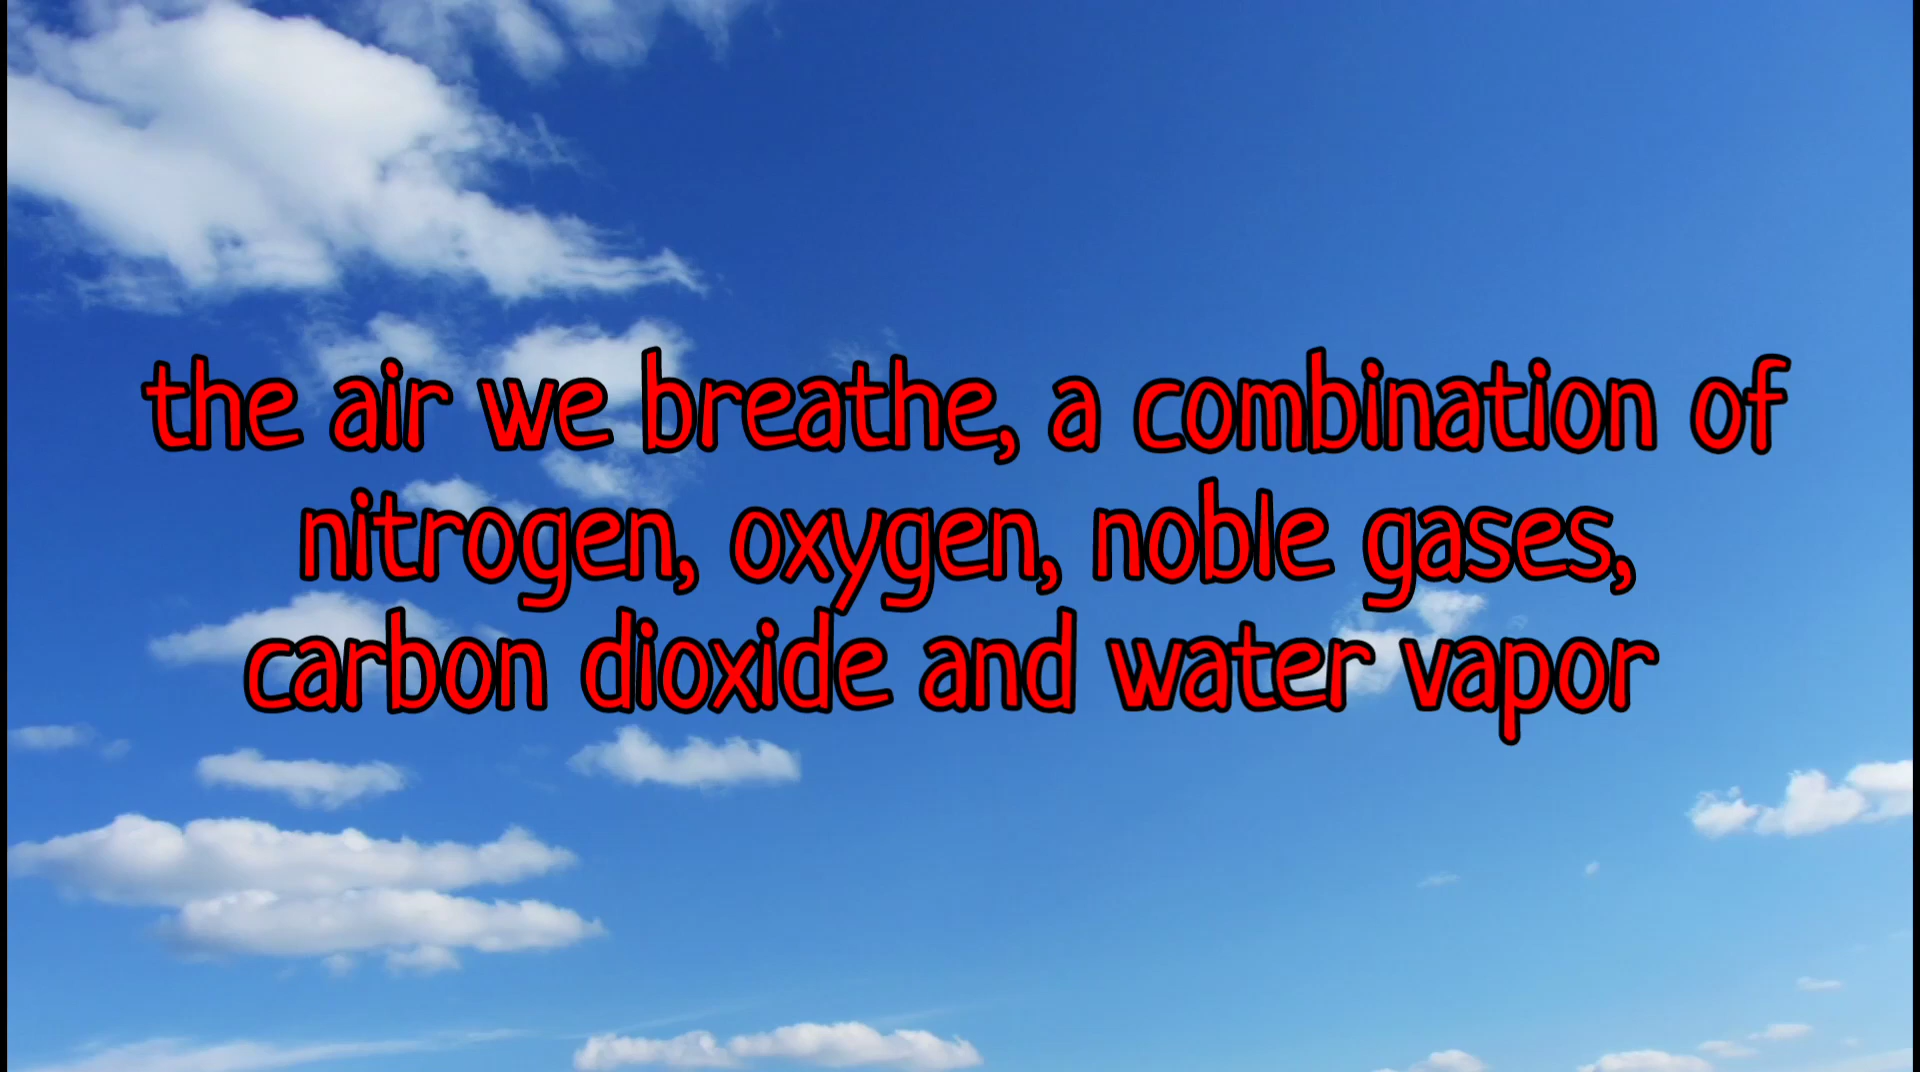 the air we breathe, a combination of
nitrogen, oxygen, noble gases,
carbon dioxide and water vapor